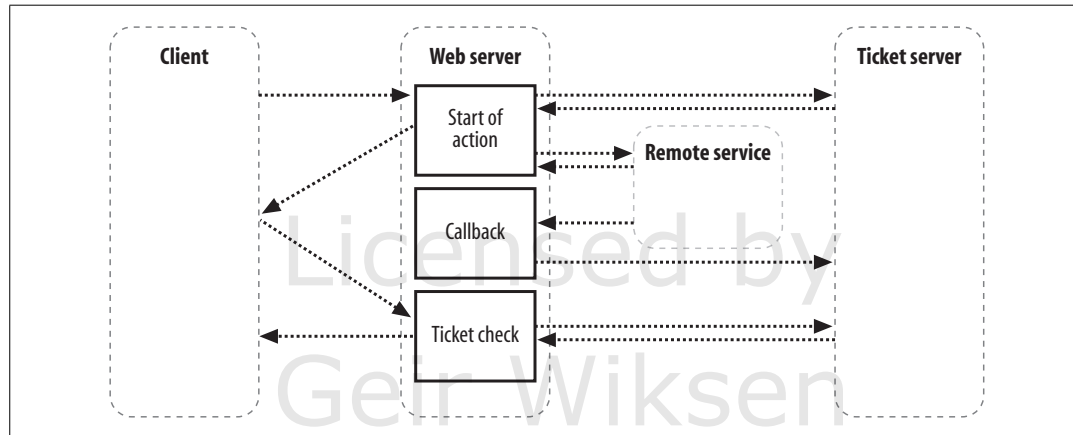 Client
Web server
Ticket server
Start of
action
Remote service
Callback
Licensed by
Ticket check
Geir Wiksen